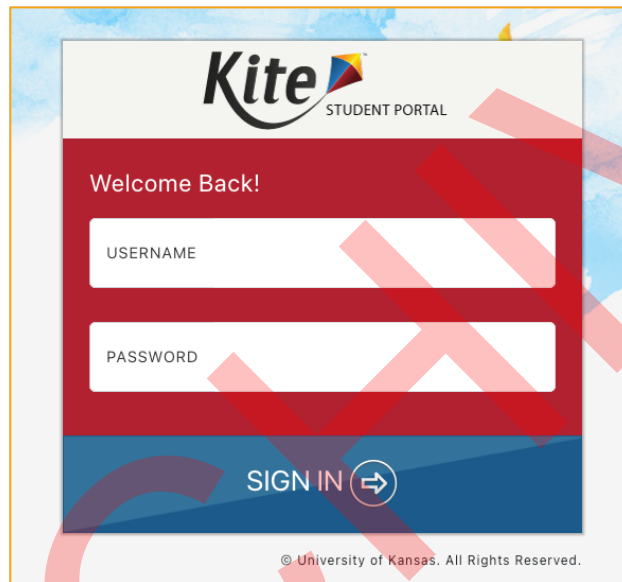 Kite
STUDENT PORTAL
Welcome Back!
USERNAME
PASSWORD
SIGN IN
© University of Kansas. All Rights Reserved.